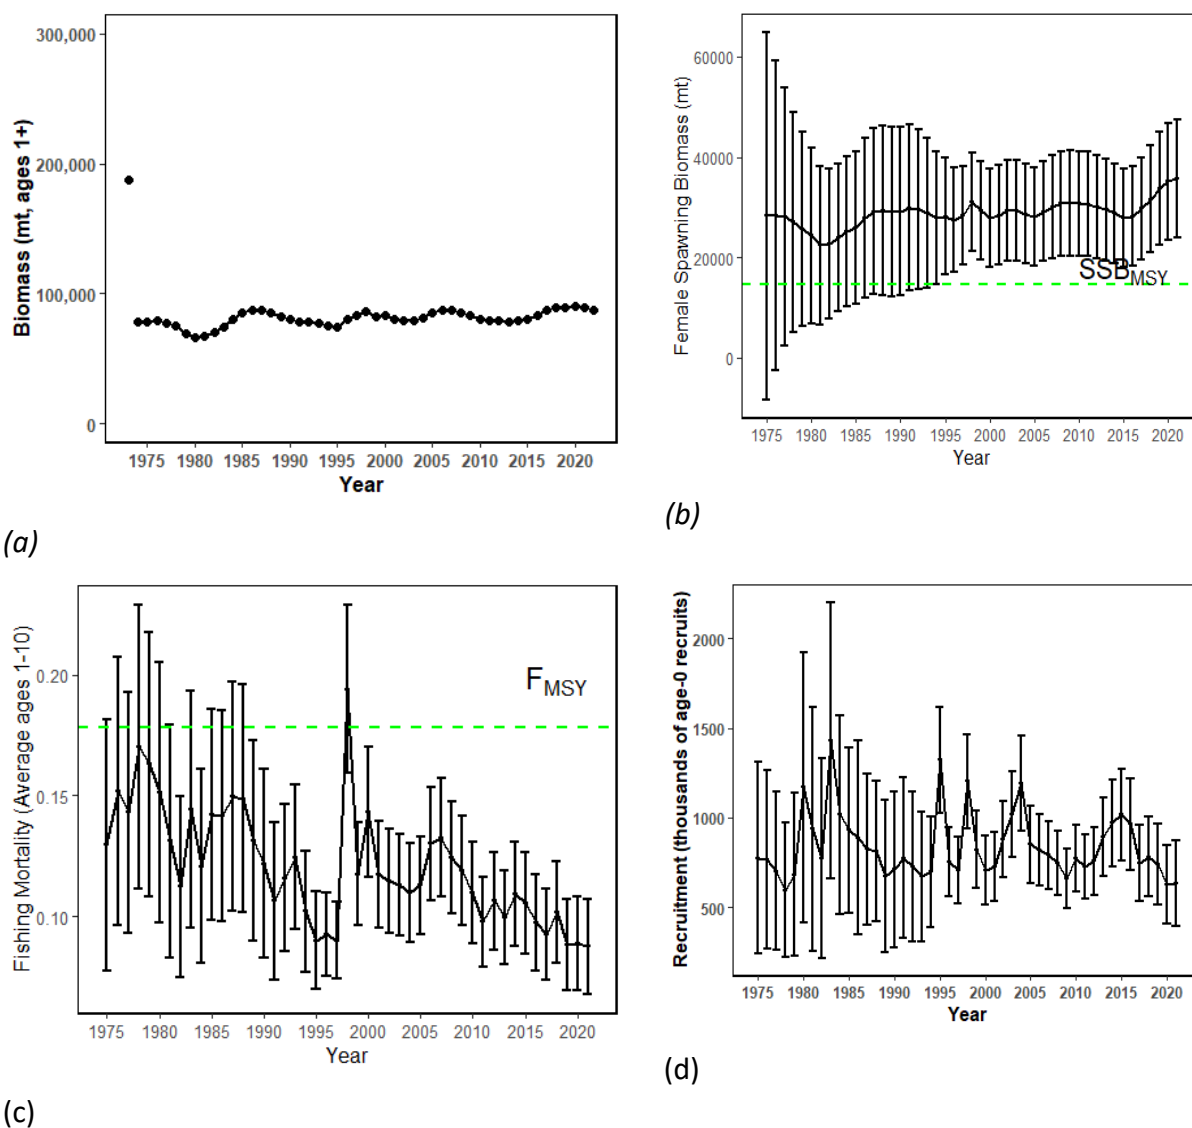 Biomass (mt, ages 1+)
300,000
200,000
100,000
0
1975 1980 1985 1990 1995 2000 2005 2010 2015 2020
Year
(a)
Female Spawning Biomass (mt)
60000
40000
20000
0
SSBMSY
1975 1980 1985 1990 1995 2000 2005 2010 2015 2020
Year
(b)
Fishing Mortality (Average ages 1-10)
0.20
0.15
0.10
FMSY
1975 1980 1985 1990 1995 2000 2005 2010 2015 2020
Year
(c)
Recruitment (thousands of age-0 recruits)
2000
1500
1000
500
1975 1980 1985 1990 1995 2000 2005 2010 2015 2020
Year
(d)